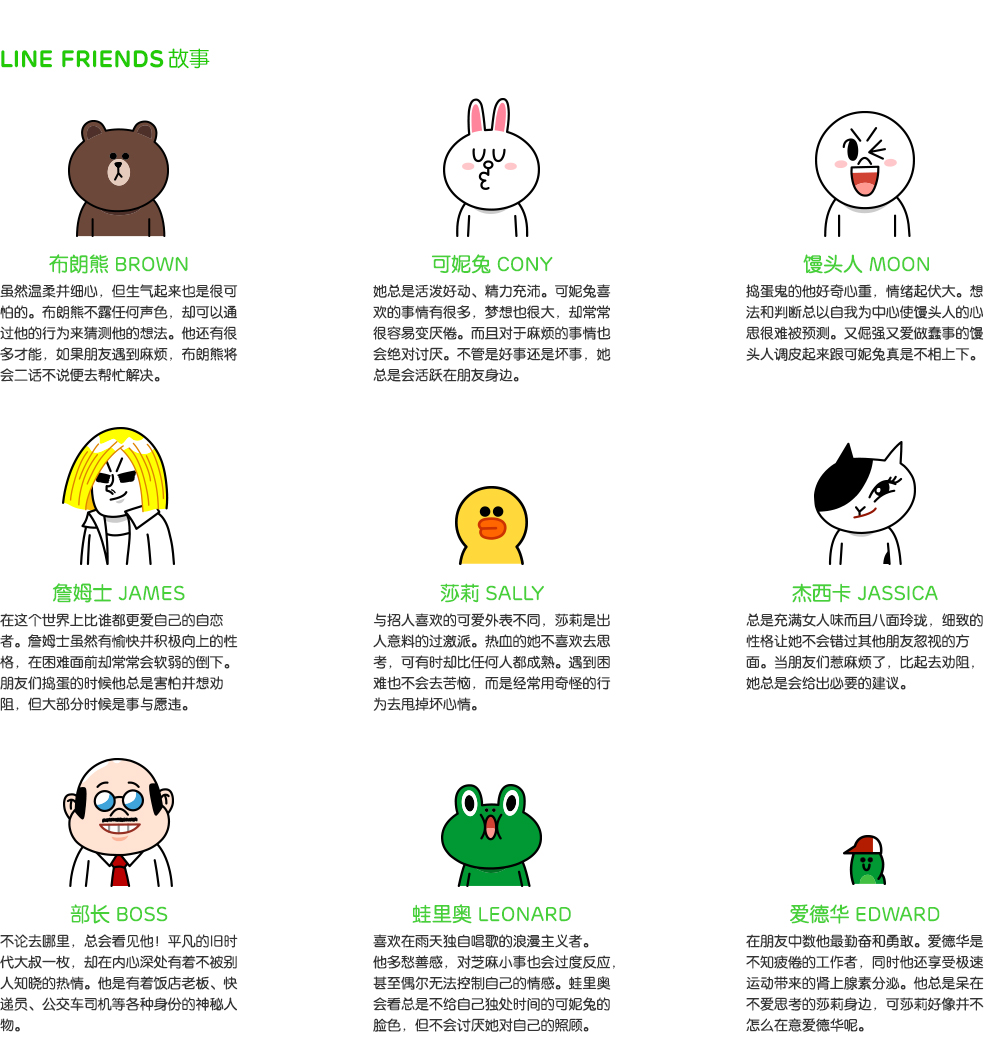 LINE FRIENDS 故事
布朗熊 BROWN
虽然温柔并细心，但生气起来也是很可
怕的。布朗熊不露任何声色，却可以通
过他的行为来猜测他的想法。他还有很
多才能，如果朋友遇到麻烦，布朗熊将
会二话不说便去帮忙解决。
可妮兔 CONY
她总是活泼好动、精力充沛。可妮兔喜
欢的事情有很多，梦想也很大，却常常
很容易变厌倦。而且对于麻烦的事情也
会绝对讨厌。不管是好事还是坏事，她
总是会活跃在朋友身边。
馒头人 MOON
捣蛋鬼的他好奇心重，情绪起伏大。想
法和判断总以自我为中心使馒头人的心
思很难被预测。又倔强又爱做蠢事的馒
头人调皮起来跟可妮兔真是不相上下。
詹姆士 JAMES
在这个世界上比谁都更爱自己的自恋
者。詹姆士虽然有愉快并积极向上的性
格，在困难面前却常常会软弱的倒下。
朋友们捣蛋的时候他总是害怕并想劝
阻，但大部分时候是事与愿违。
莎莉 SALLY
与招人喜欢的可爱外表不同，莎莉是出
人意料的过激派。热血的她不喜欢去思
考，可有时却比任何人都成熟。遇到困
难也不会去苦恼，而是经常用奇怪的行
为去甩掉坏心情。
杰西卡 JASSICA
总是充满女人味而且八面玲珑，细致的
性格让她不会错过其他朋友忽视的方
面。当朋友们惹麻烦了，比起去劝阻，
她总是会给出必要的建议。
部长 BOSS
不论去哪里，总会看见他！平凡的旧时
代大叔一枚，却在内心深处有着不被别
人知晓的热情。他是有着饭店老板、快
递员、公交车司机等各种身份的神秘人
物。
蛙里奥 LEONARD
喜欢在雨天独自唱歌的浪漫主义者。
他多愁善感，对芝麻小事也会过度反应，
甚至偶尔无法控制自己的情感。蛙里奥
会看总是不给自己独处时间的可妮兔的
脸色，但不会讨厌她对自己的照顾。
爱德华 EDWARD
在朋友中数他最勤奋和勇敢。爱德华是
不知疲倦的工作者，同时他还享受极速
运动带来的肾上腺素分泌。他总是呆在
不爱思考的莎莉身边，可莎莉好像并不
怎么在意爱德华呢。